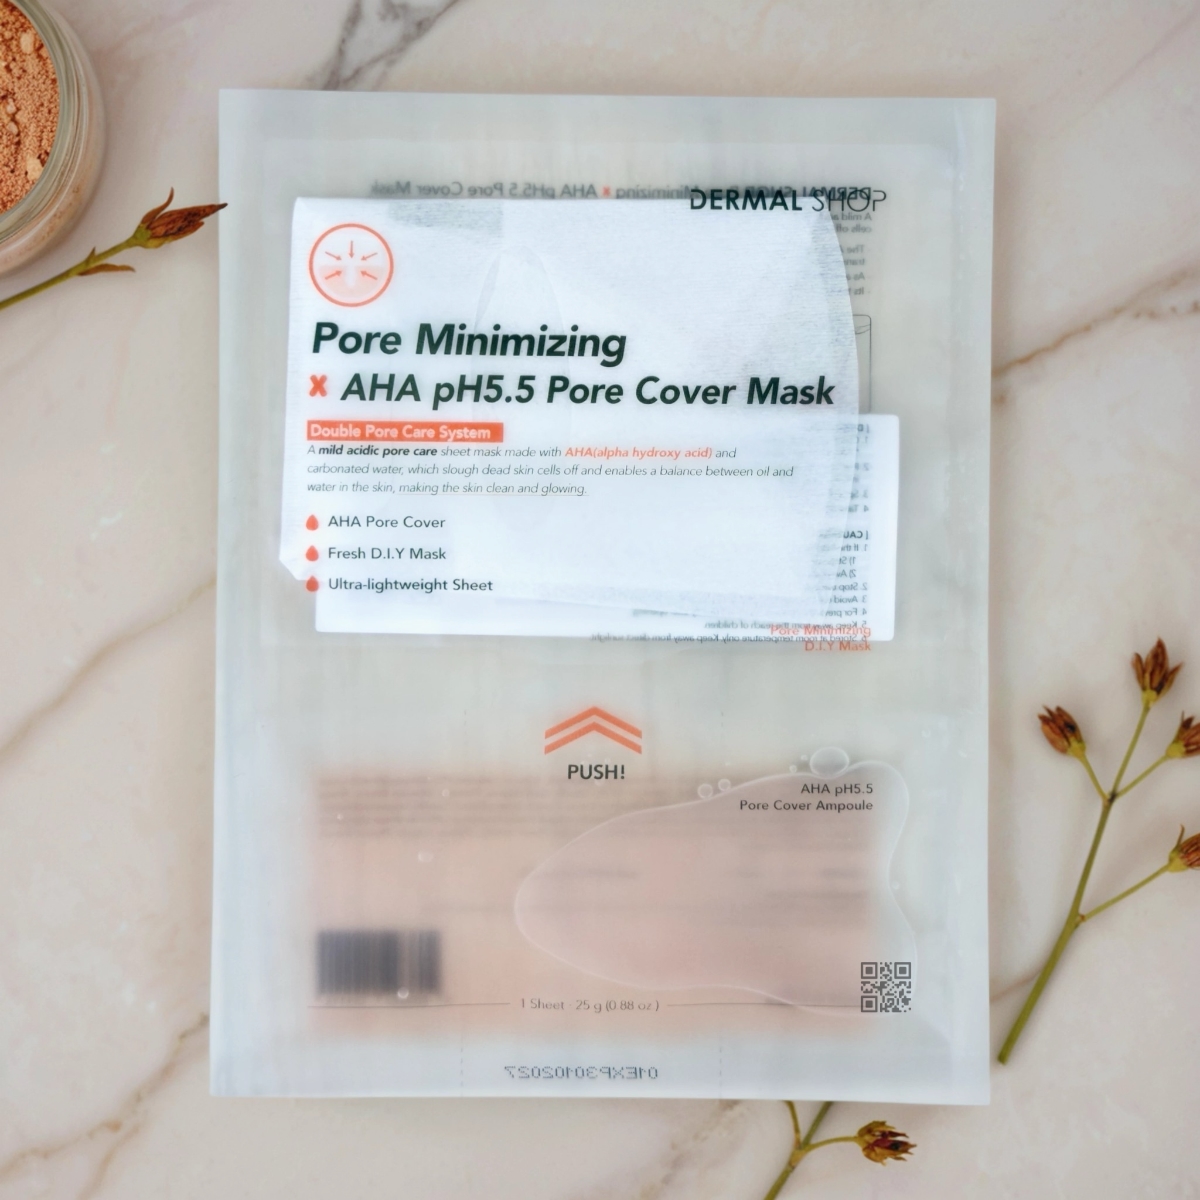 DERMAL SHOP
Pore Minimizing
x AHA pH5.5 Pore Cover Mask
Double Pore Care System
A mild acidic pore care sheet mask made with AHA(alpha hydroxy acid) and
carbonated water, which slough dead skin cells off and enables a balance between oil and
water in the skin, making the skin clean and glowing.
AHA Pore Cover
Fresh D.I.Y Mask
Ultra-lightweight Sheet
Pore Minimizing
D.I.Y Mask
PUSH!
AHA pH5.5
Pore Cover Ampoule
1 Sheet · 25 g (0.88 oz)
01EXP30102027